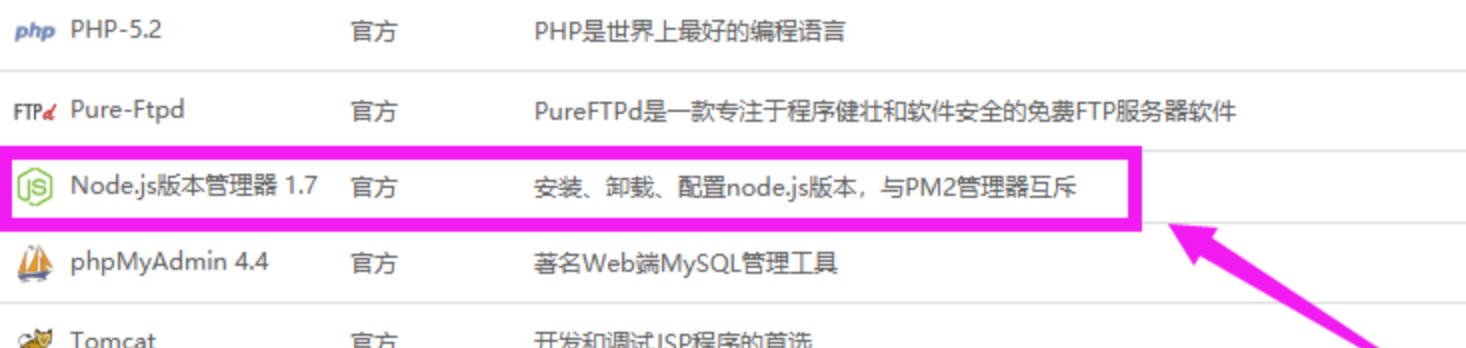 php PHP-5.2 官方 PHP是世界上最好的编程语言
FTPd Pure-Ftpd 官方 PureFTPd是一款专注于程序健壮和软件安全的免费FTP服务器软件
JS Node.js版本管理器 1.7 官方 安装、卸载、配置node.js版本，与PM2管理器互斥
phpMyAdmin 4.4 官方 著名Web端MySQL管理工具
Tomcat 官方 开发和调试JSP程序的首选